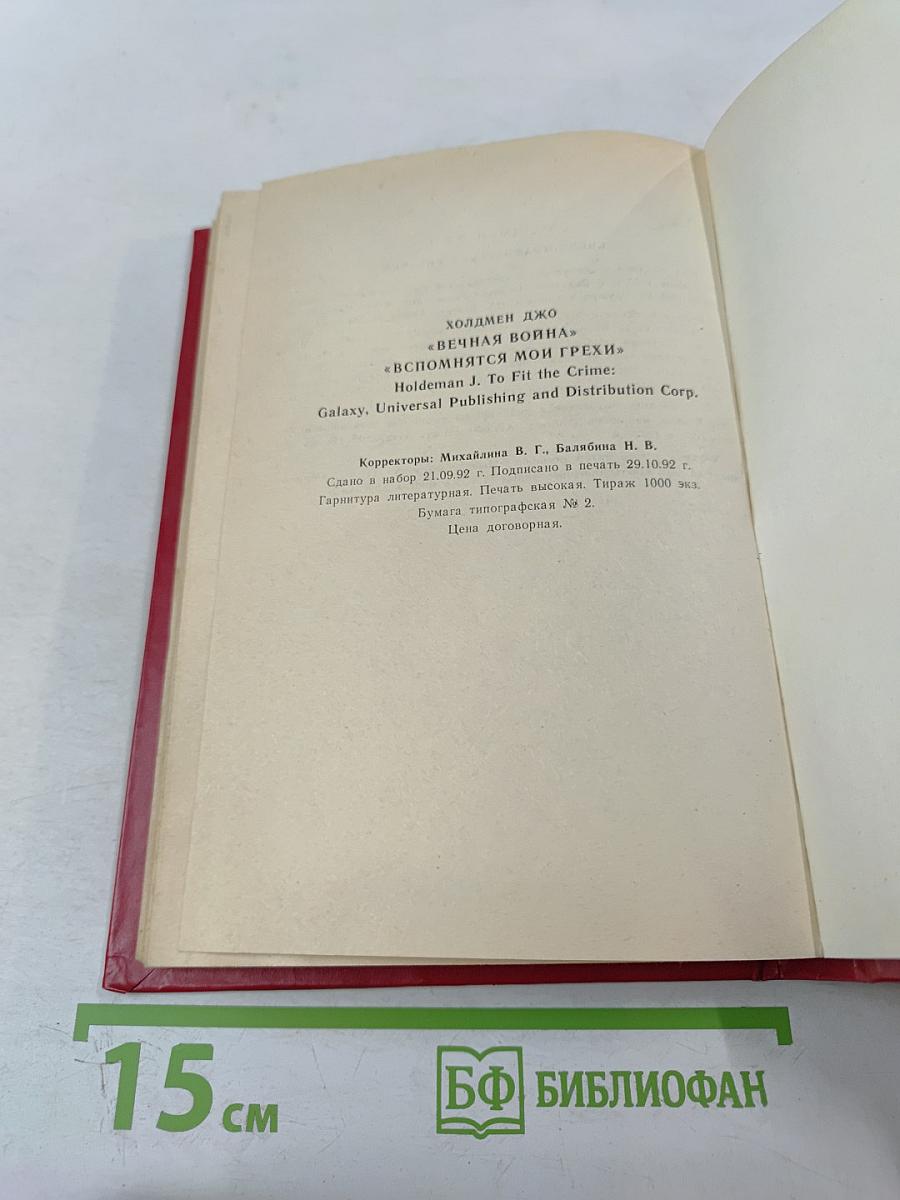 ХОЛДМЕН ДЖО
«ВЕЧНАЯ ВОЙНА»
«ВСПОМНЯТСЯ МОИ ГРЕХИ»
Holdeman J. To Fit the Crime:
Galaxy, Universal Publishing and Distribution Corp.
Корректоры: Михайлина В. Г., Балябина Н. В.
Сдано в набор 21.09.92 г. Подписано в печать 29.10.92 г.
Гарнитура литературная. Печать высокая. Тираж 1000 экз.
Бумага типографская № 2.
Цена договорная.
15 см
БФ БИБЛИОФАН